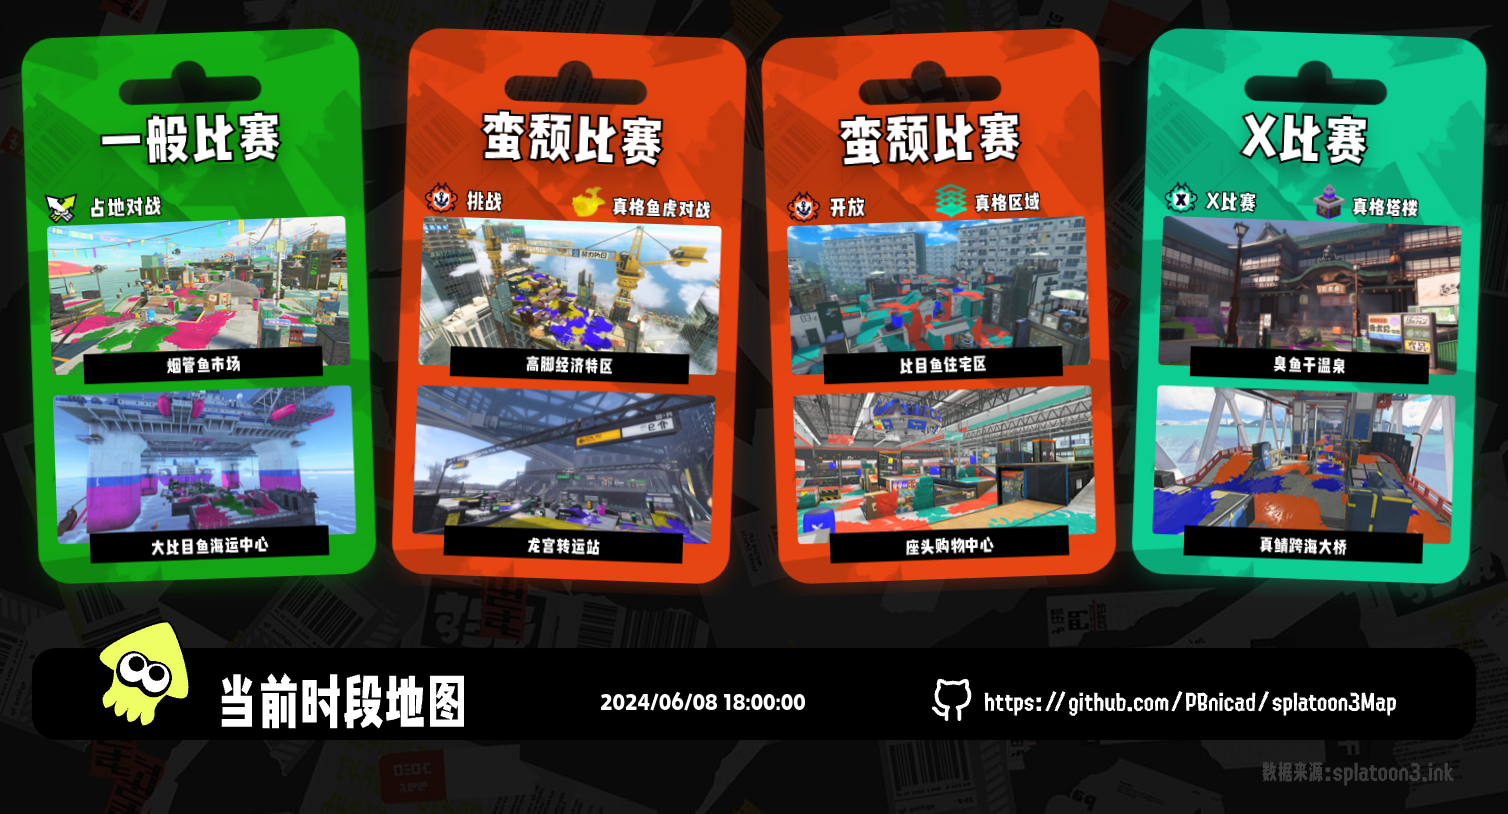 一般比赛
占地对战
烟管鱼市场
大比目鱼海运中心
蛮颓比赛
挑战
真格鱼虎对战
高脚经济特区
龙宫转运站
蛮颓比赛
开放
真格区域
比目鱼住宅区
座头购物中心
X比赛
X比赛
真格塔楼
臭鱼干温泉
真鲭跨海大桥
当前时段地图
2024/06/08 18:00:00
https://github.com/PBnicad/splatoon3Map
数据来源:splatoon3.ink